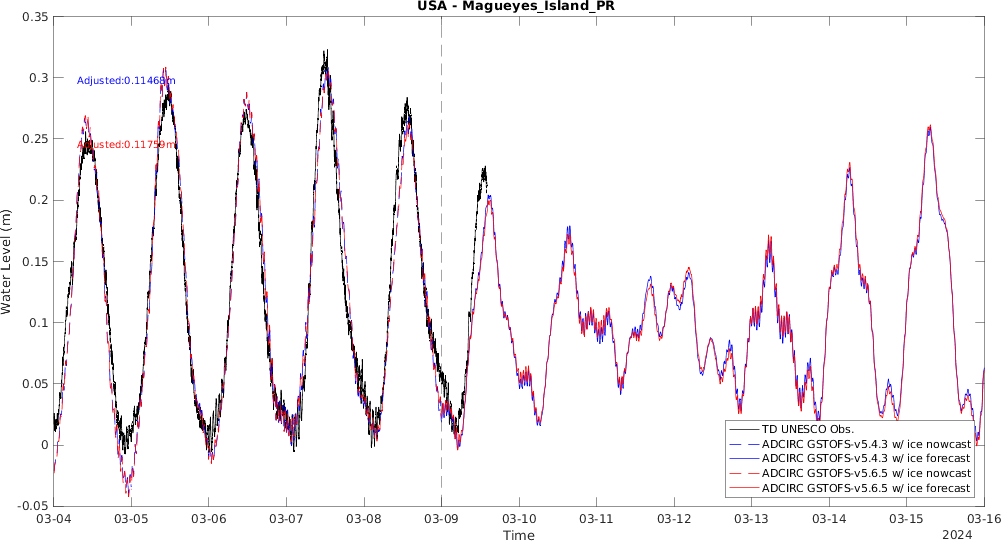 USA - Magueyes_Island_PR
0.35
0.3
0.25
0.2
0.15
0.1
0.05
0
-0.05
Water Level (m)
Adjusted:0.11468m
Adjusted:0.11759m
TD UNESCO Obs.
ADCIRC GSTOFS-v5.4.3 w/ ice nowcast
ADCIRC GSTOFS-v5.4.3 w/ ice forecast
ADCIRC GSTOFS-v5.6.5 w/ ice nowcast
ADCIRC GSTOFS-v5.6.5 w/ ice forecast
03-04 03-05 03-06 03-07 03-08 03-09 03-10 03-11 03-12 03-13 03-14 03-15 03-16
Time
2024